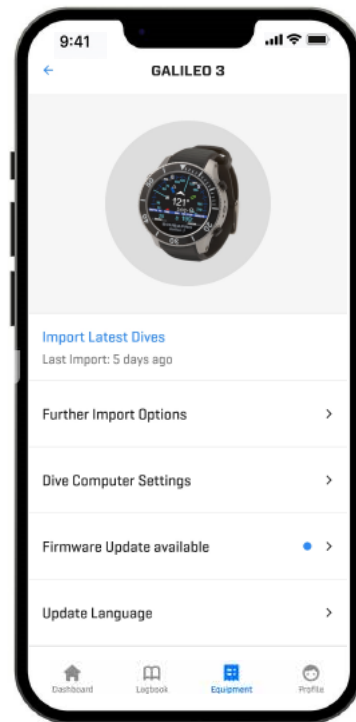 9:41
GALILEO 3
121°
Import Latest Dives
Last Import: 5 days ago
Further Import Options
Dive Computer Settings
Firmware Update available
Update Language
Dashboard
Logbook
Equipment
Profile